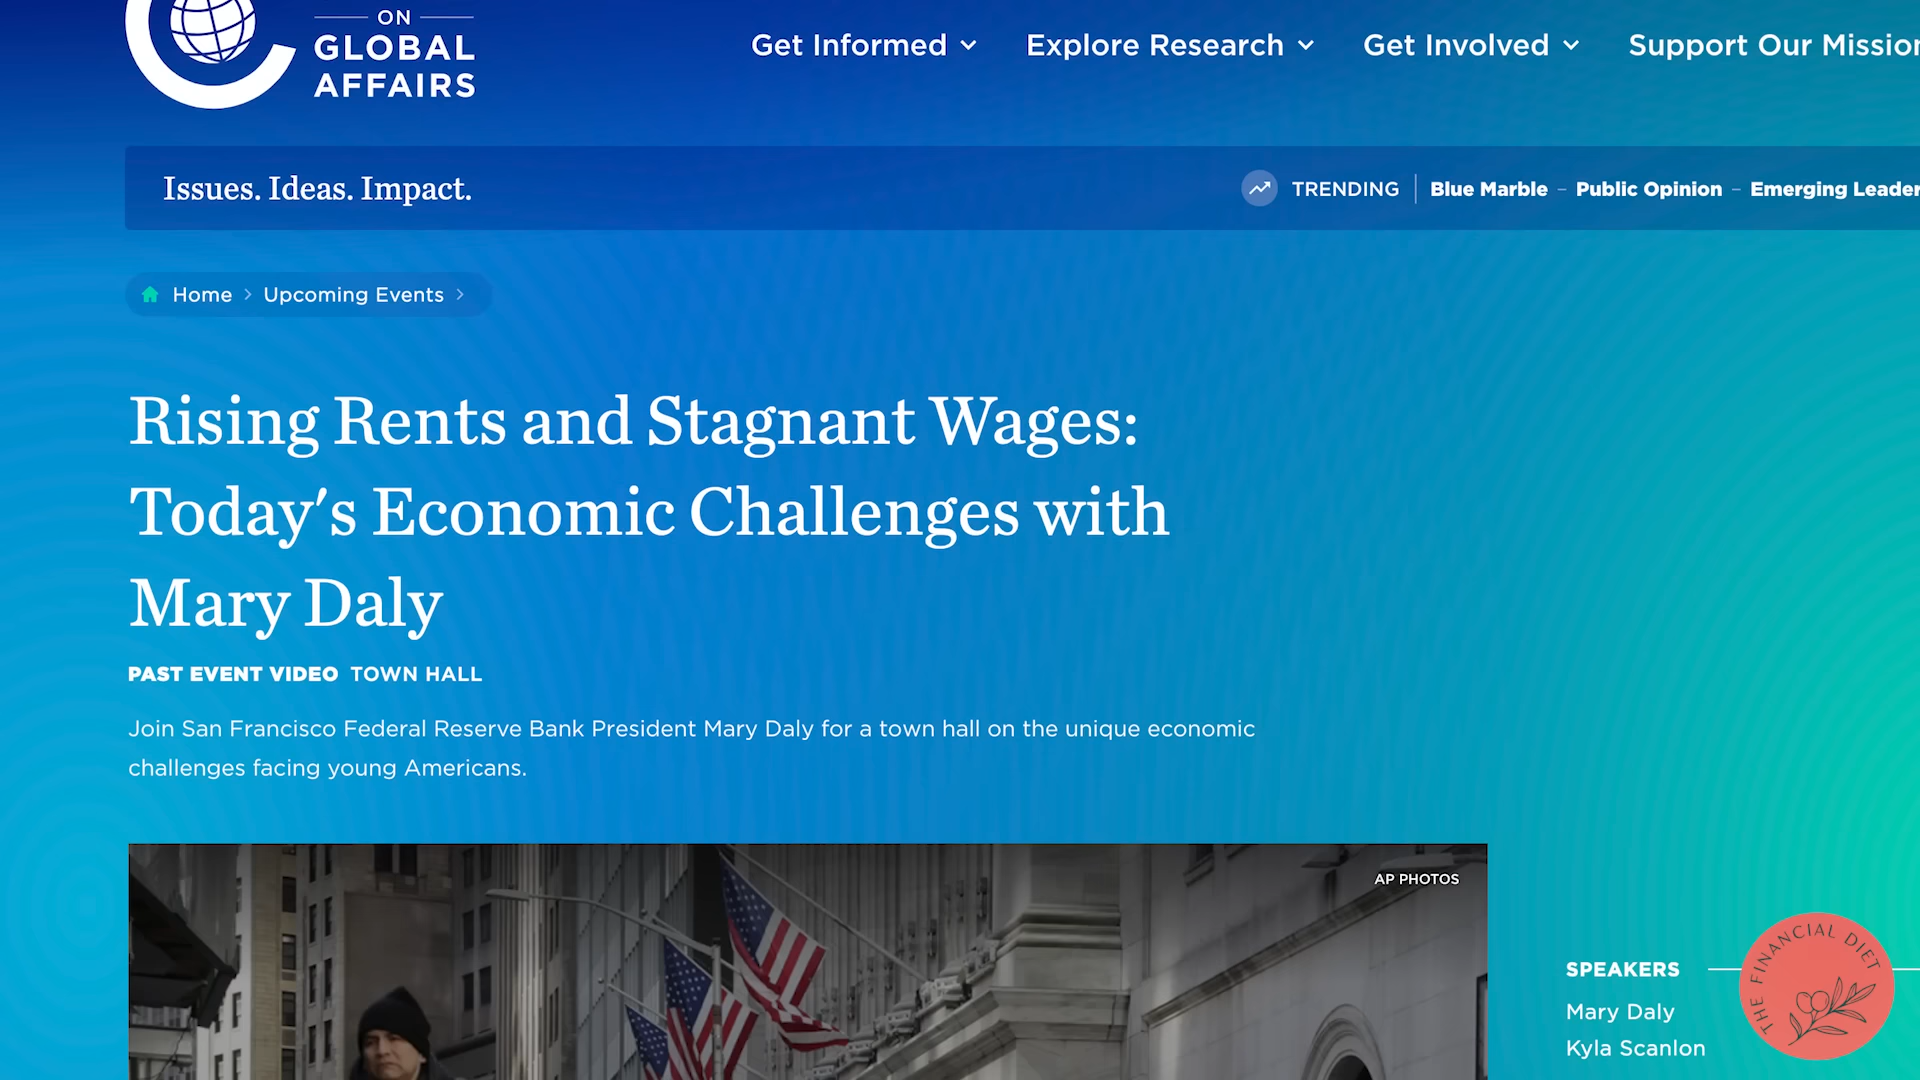 ON
GLOBAL
AFFAIRS
Get Informed
Explore Research
Get Involved
Support Our Mission
Issues. Ideas. Impact.
TRENDING
Blue Marble – Public Opinion – Emerging Leader
Home > Upcoming Events >
Rising Rents and Stagnant Wages:
Today's Economic Challenges with
Mary Daly
PAST EVENT VIDEO TOWN HALL
Join San Francisco Federal Reserve Bank President Mary Daly for a town hall on the unique economic
challenges facing young Americans.
AP PHOTOS
SPEAKERS
Mary Daly
Kyla Scanlon
THE FINANCIAL DIET